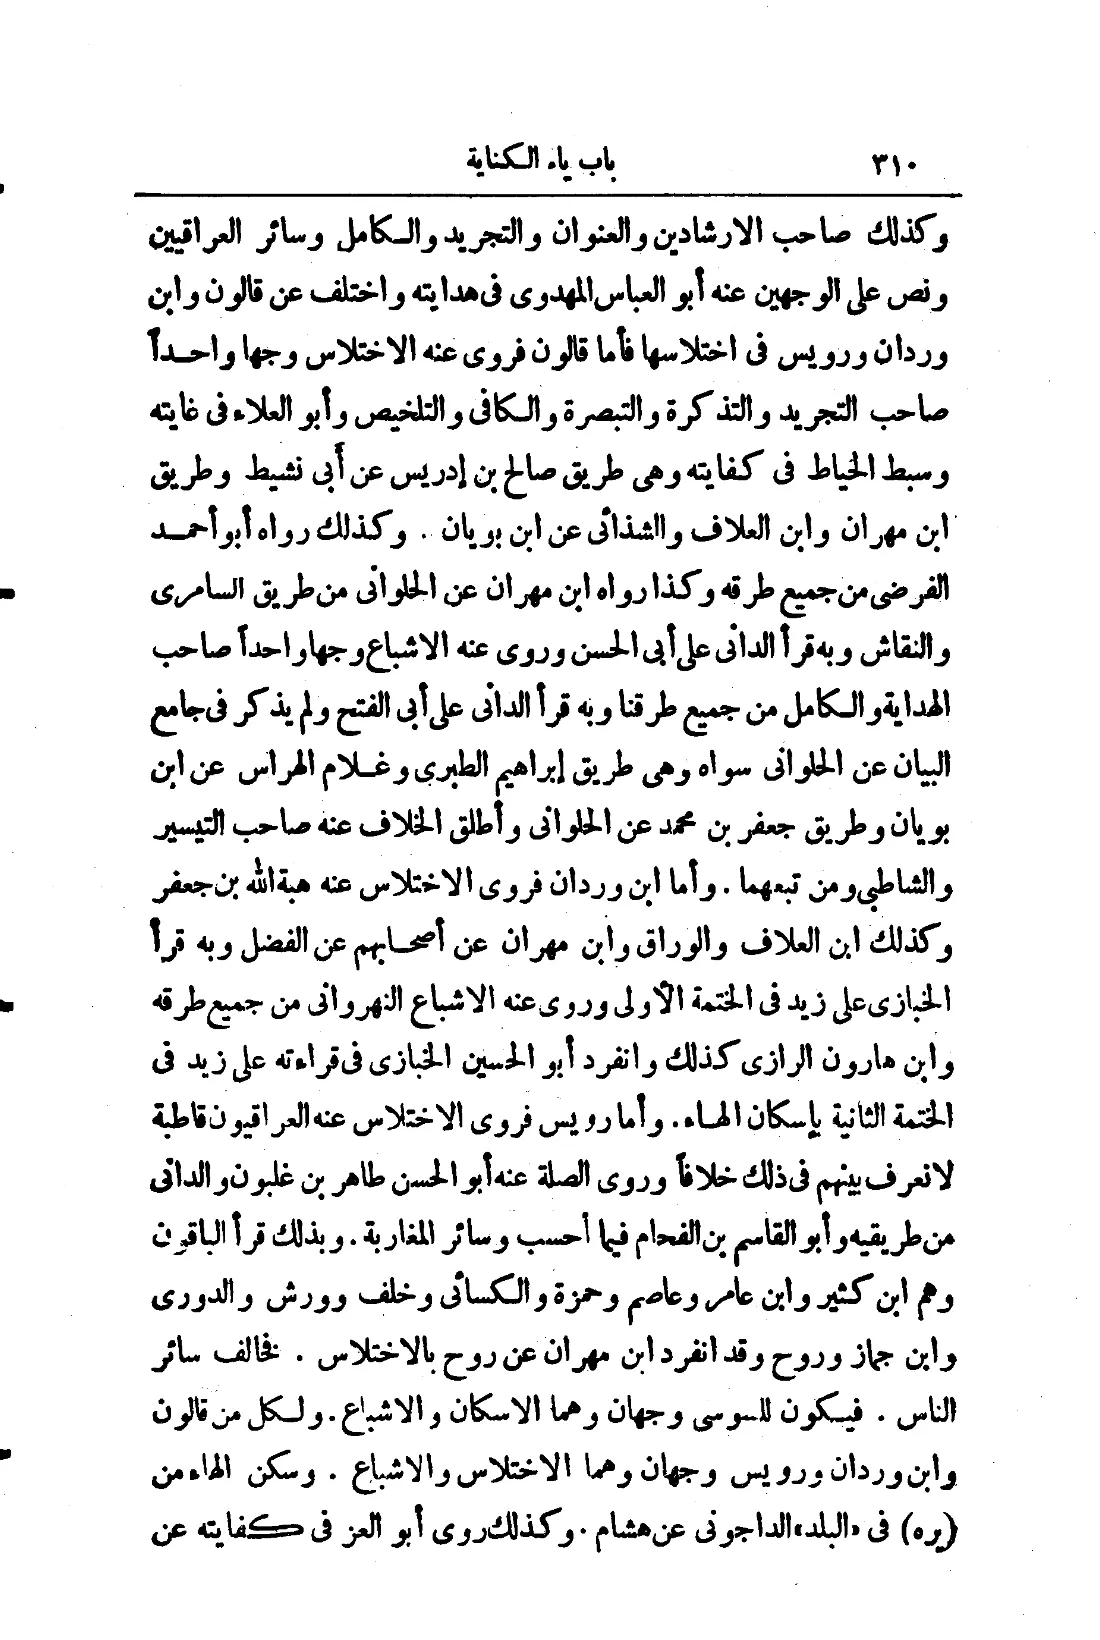 ٣١٠ باب ياء الكناية
وكذلك صاحب الارشادين والعنوان والتجريد والكامل وسائر العراقيين
ونص على الوجهين عنه أبو العباس المهدوى فى هدايته واختلف عن قالون وابن
وردان ورويس فى اختلاسها فأما قالون فروى عنه الاختلاس وجها واحداً
صاحب التجريد والتذكرة والتبصرة والكافى والتلخيص وأبو العلاء فى غايته
وسبط الخياط فى كفايته وهى طريق صالح بن إدريس عن أبى نشيط وطريق
ابن مهران وابن العلاف والشذائى عن ابن بويان . وكذلك رواه أبو أحمد
الفرضى من جميع طرقه وكذا رواه ابن مهران عن الحلوانى من طريق السامرى
والنقاش وبه قرأ الدانى على أبى الحسن وروى عنه الاشباع وجها واحداً صاحب
الهداية والكامل من جميع طرقنا وبه قرأ الدانى على أبى الفتح ولم يذكر فى جامع
البيان عن الحلوانى سواه وهى طريق إبراهيم الطبرى وغلام الهراس عن ابن
بويان وطريق جعفر بن محمد عن الحلوانى وأطلق الخلاف عنه صاحب التيسير
والشاطبى ومن تبعهما . وأما ابن وردان فروى الاختلاس عنه هبة الله بن جعفر
وكذلك ابن العلاف والوراق وابن مهران عن أصحابهم عن الفضل وبه قرأ
الخبازى على زيد فى الختمة الأولى وروى عنه الاشباع النهروانى من جميع طرقه
وابن هارون الرازى كذلك وانفرد أبو الحسين الخبازى فى قراءته على زيد فى
الختمة الثانية بإسكان الهاء. وأما رويس فروى الاختلاس عنه العراقيون قاطبة
لانعرف بينهم فى ذلك خلافاً وروى الصلة عنه أبو الحسن طاهر بن غلبون والدانى
من طريقيه وأبو القاسم بن الفحام فيما أحسب وسائر المغاربة . وبذلك قرأ الباقون
وهم ابن كثير وابن عامر وعاصم وحمزة والكسائى وخلف وورش والدورى
وابن جماز وروح وقد انفرد ابن مهران عن روح بالاختلاس . فخالف سائر
الناس . فيكون للسوسى وجهان وهما الاسكان والاشباع . ولكل من قالون
وابن وردان ورويس وجهان وهما الاختلاس والاشباع . وسكن الهاء من
(يره) فى «البلد» الداجونى عن هشام . وكذلك روى أبو العز فى كفايته عن